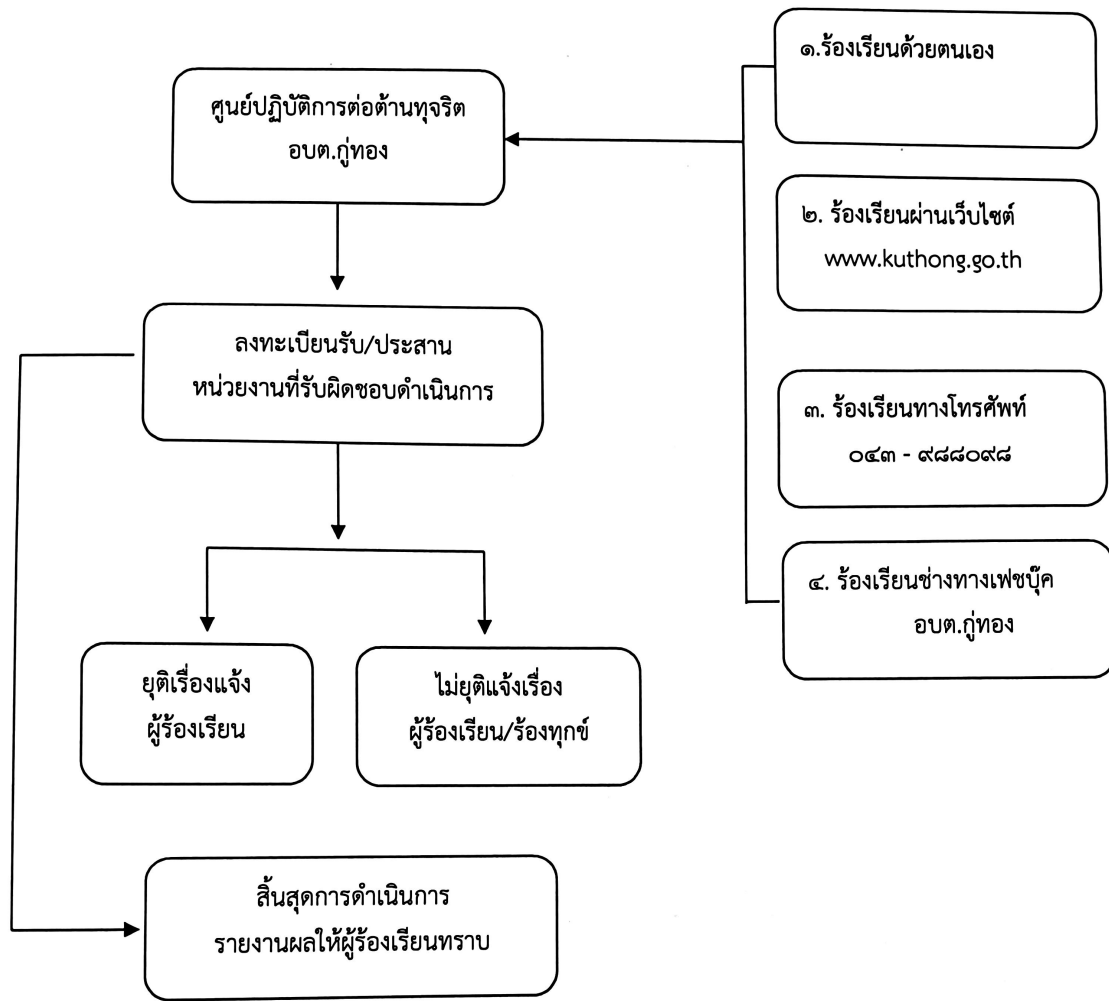 ๑.ร้องเรียนด้วยตนเอง
ศูนย์ปฏิบัติการต่อต้านทุจริต
อบต.กู่ทอง
๒. ร้องเรียนผ่านเว็บไซต์
www.kuthong.go.th
ลงทะเบียนรับ/ประสาน
หน่วยงานที่รับผิดชอบดำเนินการ
๓. ร้องเรียนทางโทรศัพท์
๐๔๓ - ๙๘๘๐๙๘
๔. ร้องเรียนช่างทางเฟชบุ๊ค
อบต.กู่ทอง
ยุติเรื่องแจ้ง
ผู้ร้องเรียน
ไม่ยุติแจ้งเรื่อง
ผู้ร้องเรียน/ร้องทุกข์
สิ้นสุดการดำเนินการ
รายงานผลให้ผู้ร้องเรียนทราบ